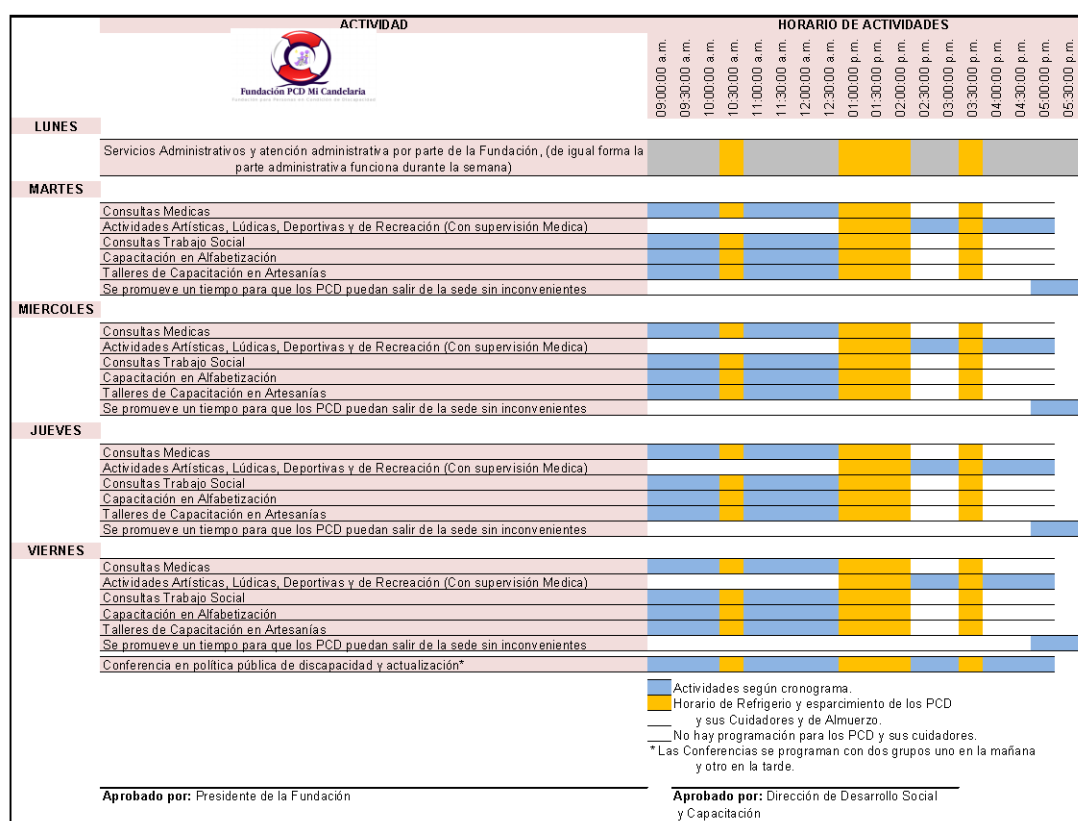 ACTIVIDAD
HORARIO DE ACTIVIDADES
Fundación PCD Mi Candelaria
Fundación para Personas en Condición de Discapacidad
09:00:00 a.m.
09:30:00 a.m.
10:00:00 a.m.
10:30:00 a.m.
11:00:00 a.m.
11:30:00 a.m.
12:00:00 p.m.
12:30:00 p.m.
01:00:00 p.m.
01:30:00 p.m.
02:00:00 p.m.
02:30:00 p.m.
03:00:00 p.m.
03:30:00 p.m.
04:00:00 p.m.
04:30:00 p.m.
05:00:00 p.m.
05:30:00 p.m.
LUNES
Servicios Administrativos y atención administrativa por parte de la Fundación, (de igual forma la
parte administrativa funciona durante la semana)
MARTES
Consultas Medicas
Actividades Artísticas, Lúdicas, Deportivas y de Recreación (Con supervisión Medica)
Consultas Trabajo Social
Capacitación en Alfabetización
Talleres de Capacitación en Artesanías
Se promueve un tiempo para que los PCD puedan salir de la sede sin inconvenientes
MIERCOLES
Consultas Medicas
Actividades Artísticas, Lúdicas, Deportivas y de Recreación (Con supervisión Medica)
Consultas Trabajo Social
Capacitación en Alfabetización
Talleres de Capacitación en Artesanías
Se promueve un tiempo para que los PCD puedan salir de la sede sin inconvenientes
JUEVES
Consultas Medicas
Actividades Artísticas, Lúdicas, Deportivas y de Recreación (Con supervisión Medica)
Consultas Trabajo Social
Capacitación en Alfabetización
Talleres de Capacitación en Artesanías
Se promueve un tiempo para que los PCD puedan salir de la sede sin inconvenientes
VIERNES
Consultas Medicas
Actividades Artísticas, Lúdicas, Deportivas y de Recreación (Con supervisión Medica)
Consultas Trabajo Social
Capacitación en Alfabetización
Talleres de Capacitación en Artesanías
Se promueve un tiempo para que los PCD puedan salir de la sede sin inconvenientes
Conferencia en política pública de discapacidad y actualización*
Actividades según cronograma.
Horario de Refrigerio y esparcimiento de los PCD
y sus Cuidadores y de Almuerzo.
No hay programación para los PCD y sus cuidadores.
* Las Conferencias se programan con dos grupos uno en la mañana
y otro en la tarde.
Aprobado por: Presidente de la Fundación
Aprobado por: Dirección de Desarrollo Social
y Capacitación